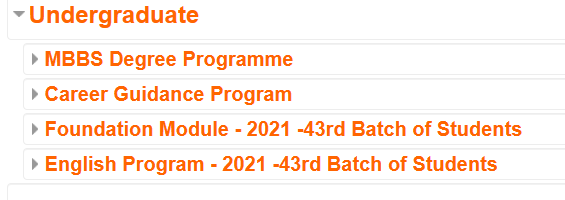 Undergraduate
MBBS Degree Programme
Career Guidance Program
Foundation Module - 2021 -43rd Batch of Students
English Program - 2021 -43rd Batch of Students